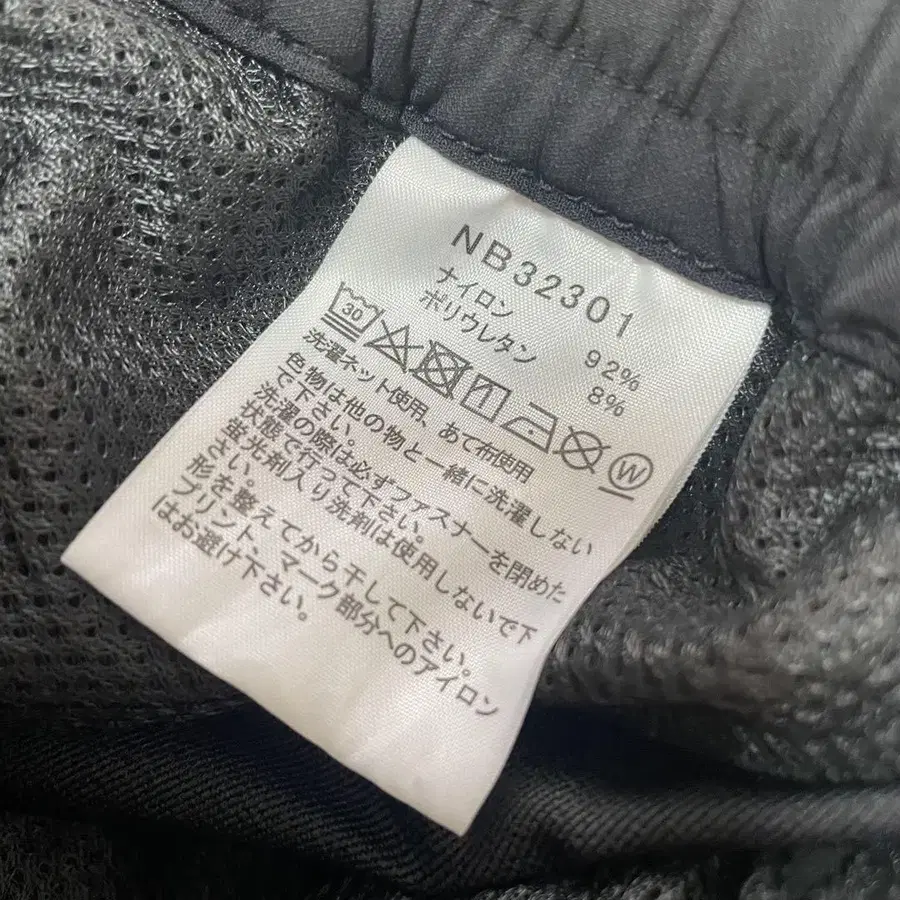 NB32301
ナイロン 92%
ポリウレタン 8%
30 W
洗濯ネット使用、あて布使用
色物は他の物と一緒に洗濯しない
で下さい。
洗濯の際は必ずファスナーを閉めた
状態で行って下さい。
蛍光剤入り洗剤は使用しないで下
さい。
形を整えてから干して下さい。
プリント、マーク部分へのアイロン
はお避け下さい。